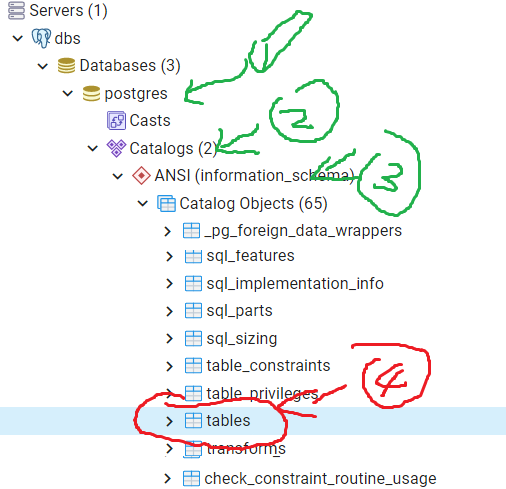 Servers (1)
dbs
Databases (3)
postgres
1
Casts
2
Catalogs (2)
ANSI (information_schema)
3
Catalog Objects (65)
_pg_foreign_data_wrappers
sql_features
sql_implementation_info
sql_parts
sql_sizing
table_constraints
4
table_privileges
tables
transforms
check_constraint_routine_usage